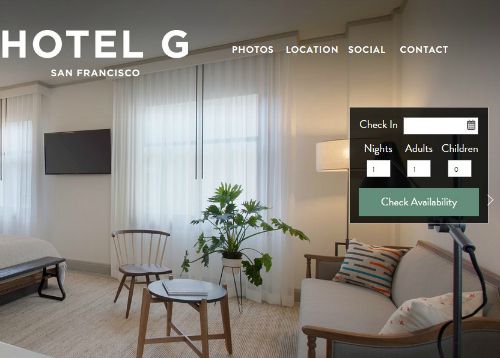 HOTEL G
SAN FRANCISCO
PHOTOS LOCATION SOCIAL CONTACT
Check In
Nights Adults Children
1 1 0
Check Availability